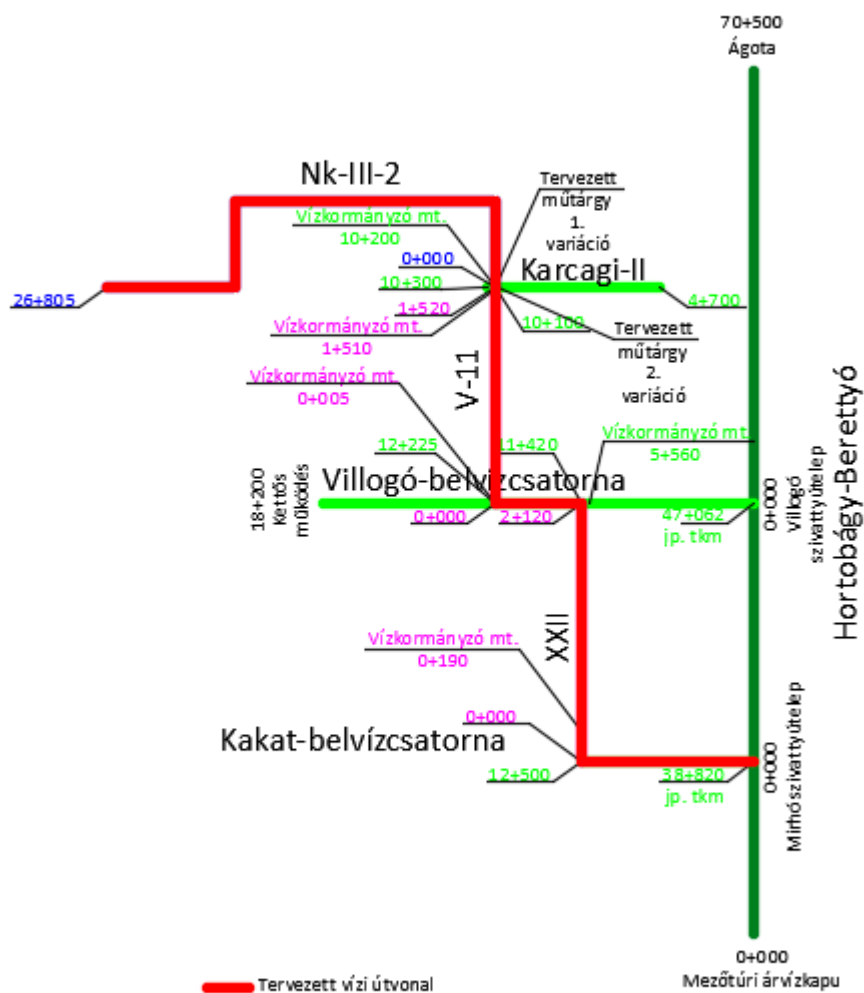 70+500
Ágota
Nk-III-2
Tervezett
műtárgy
1.
variáció
Vízkormányzó mt.
10+200
0+000
Karcagi-II
10+300
26+805
1+520
4+700
Vízkormányzó mt.
1+510
10+100
Tervezett
műtárgy
2.
variáció
V-11
Vízkormányzó mt.
0+005
Vízkormányzó mt.
5+560
12+225
11+420
18+200
Kettős
működés
Villogó-belvízcsatorna
0+000
2+120
47+062
jp. tkm
0+000
Villogó
szivattyútelep
Hortobágy-Berettyó
XXII
Vízkormányzó mt.
0+190
0+000
Kakat-belvízcsatorna
12+500
38+820
jp. tkm
0+000
Mirhó szivattyútelep
0+000
Mezőtúri árvízkapu
Tervezett vízi útvonal